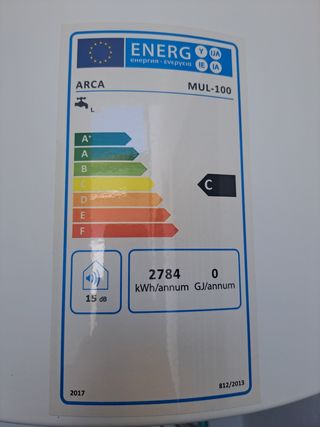 ENERG Y UA
енергия · ενεργεια IE IA
ARCA MUL-100
L
A+
A
B
C
D
E
F
C
2784 0
kWh/annum GJ/annum
15 dB
2017 812/2013